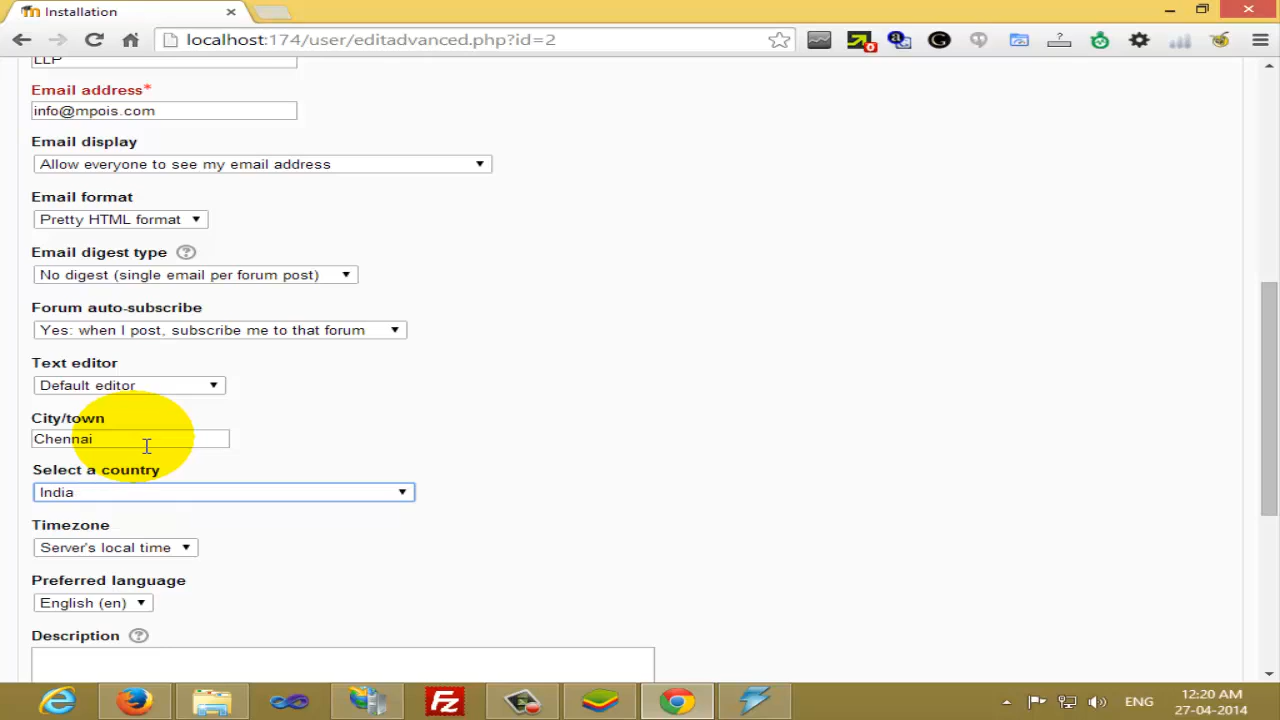 Installation
localhost:174/user/editadvanced.php?id=2
LLP
Email address*
info@mpois.com
Email display
Allow everyone to see my email address
Email format
Pretty HTML format
Email digest type ?
No digest (single email per forum post)
Forum auto-subscribe
Yes: when I post, subscribe me to that forum
Text editor
Default editor
City/town
Chennai
Select a country
India
Timezone
Server's local time
Preferred language
English (en)
Description ?
ENG
12:20 AM
27-04-2014